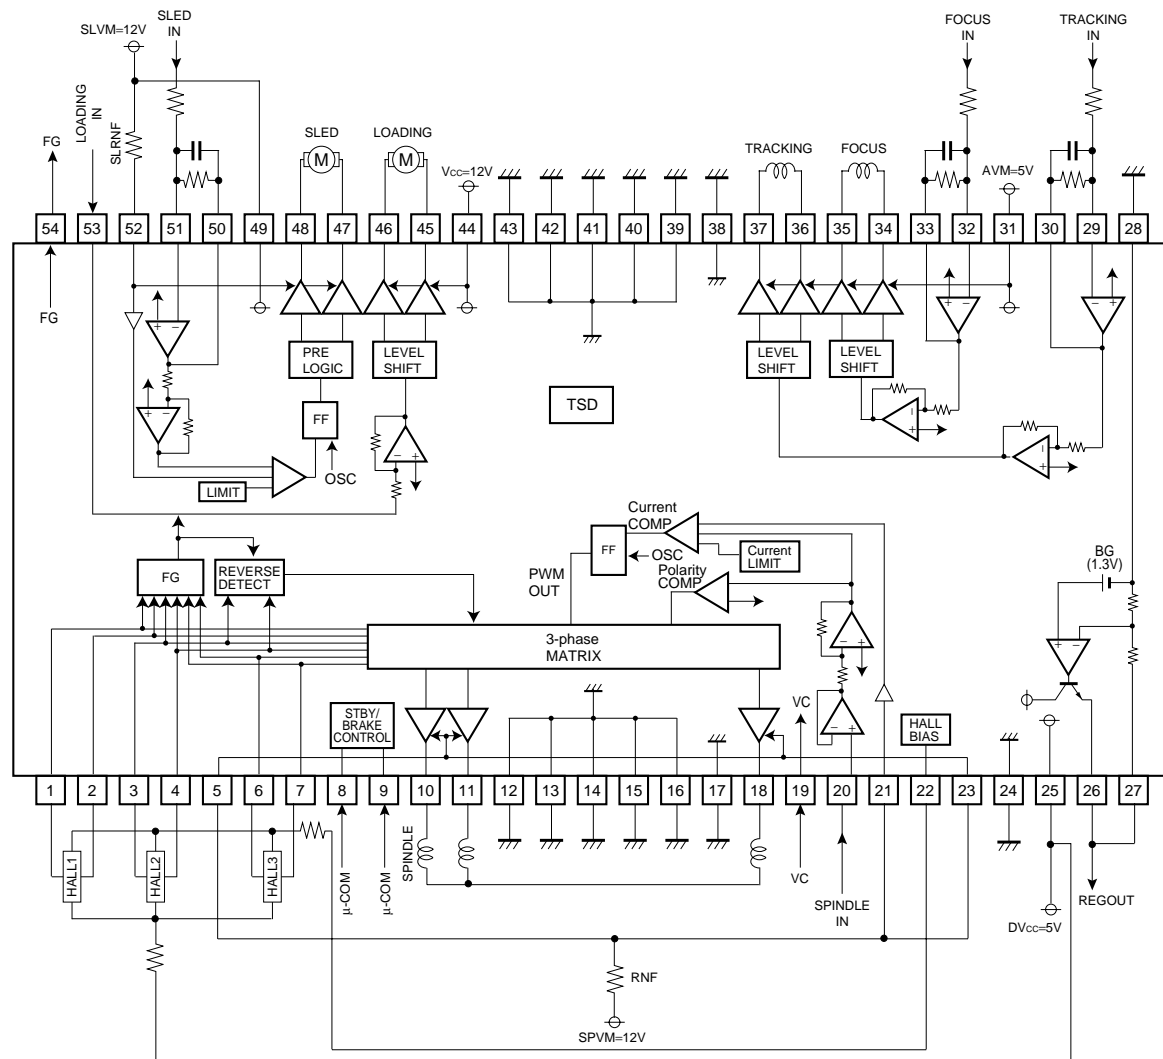 SLED
IN
SLVM=12V
FOCUS
IN
TRACKING
IN
FG
LOADING
IN
SLRNF
SLED
M
LOADING
M
VCC=12V
TRACKING
FOCUS
AVM=5V
54
53
52
51
50
49
48
47
46
45
44
43
42
41
40
39
38
37
36
35
34
33
32
31
30
29
28
FG
+
−
PRE
LOGIC
LEVEL
SHIFT
LEVEL
SHIFT
LEVEL
SHIFT
+ −
+ −
TSD
+ −
FF
OSC
− +
−
+
−
+
LIMIT
Current
COMP
FF
OSC
Current
LIMIT
PWM
OUT
Polarity
COMP
BG
(1.3V)
FG
REVERSE
DETECT
3-phase
MATRIX
− +
+ −
STBY/
BRAKE
CONTROL
VC
− +
HALL
BIAS
1
2
3
4
5
6
7
8
9
10
11
12
13
14
15
16
17
18
19
20
21
22
23
24
25
26
27
HALL1
HALL2
HALL3
μ-COM
μ-COM
SPINDLE
VC
SPINDLE
IN
REGOUT
DVCC=5V
RNF
SPVM=12V